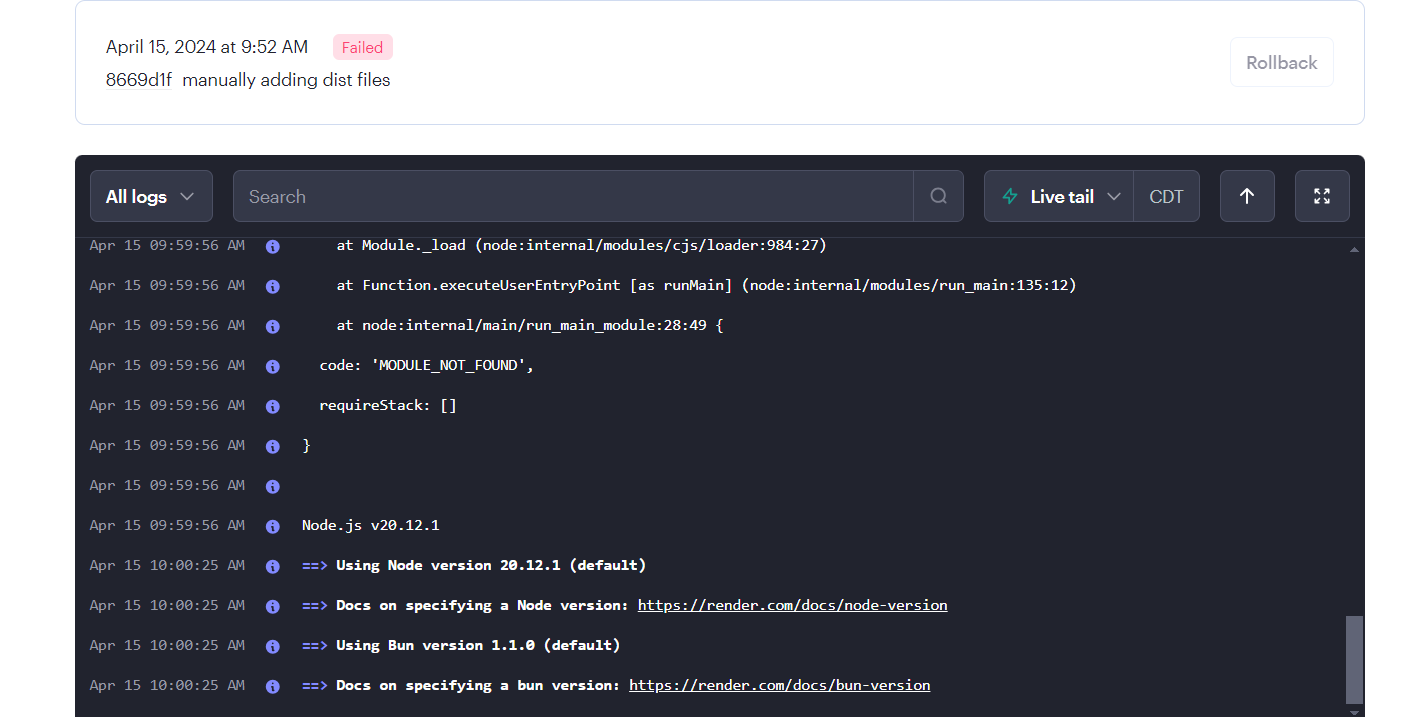 April 15, 2024 at 9:52 AM Failed
8669d1f manually adding dist files
Rollback
All logs Search Live tail CDT
Apr 15 09:59:56 AM at Module._load (node:internal/modules/cjs/loader:984:27)
Apr 15 09:59:56 AM at Function.executeUserEntryPoint [as runMain] (node:internal/modules/run_main:135:12)
Apr 15 09:59:56 AM at node:internal/main/run_main_module:28:49 {
Apr 15 09:59:56 AM code: 'MODULE_NOT_FOUND',
Apr 15 09:59:56 AM requireStack: []
Apr 15 09:59:56 AM }
Apr 15 09:59:56 AM
Apr 15 09:59:56 AM Node.js v20.12.1
Apr 15 10:00:25 AM ==> Using Node version 20.12.1 (default)
Apr 15 10:00:25 AM ==> Docs on specifying a Node version: https://render.com/docs/node-version
Apr 15 10:00:25 AM ==> Using Bun version 1.1.0 (default)
Apr 15 10:00:25 AM ==> Docs on specifying a bun version: https://render.com/docs/bun-version